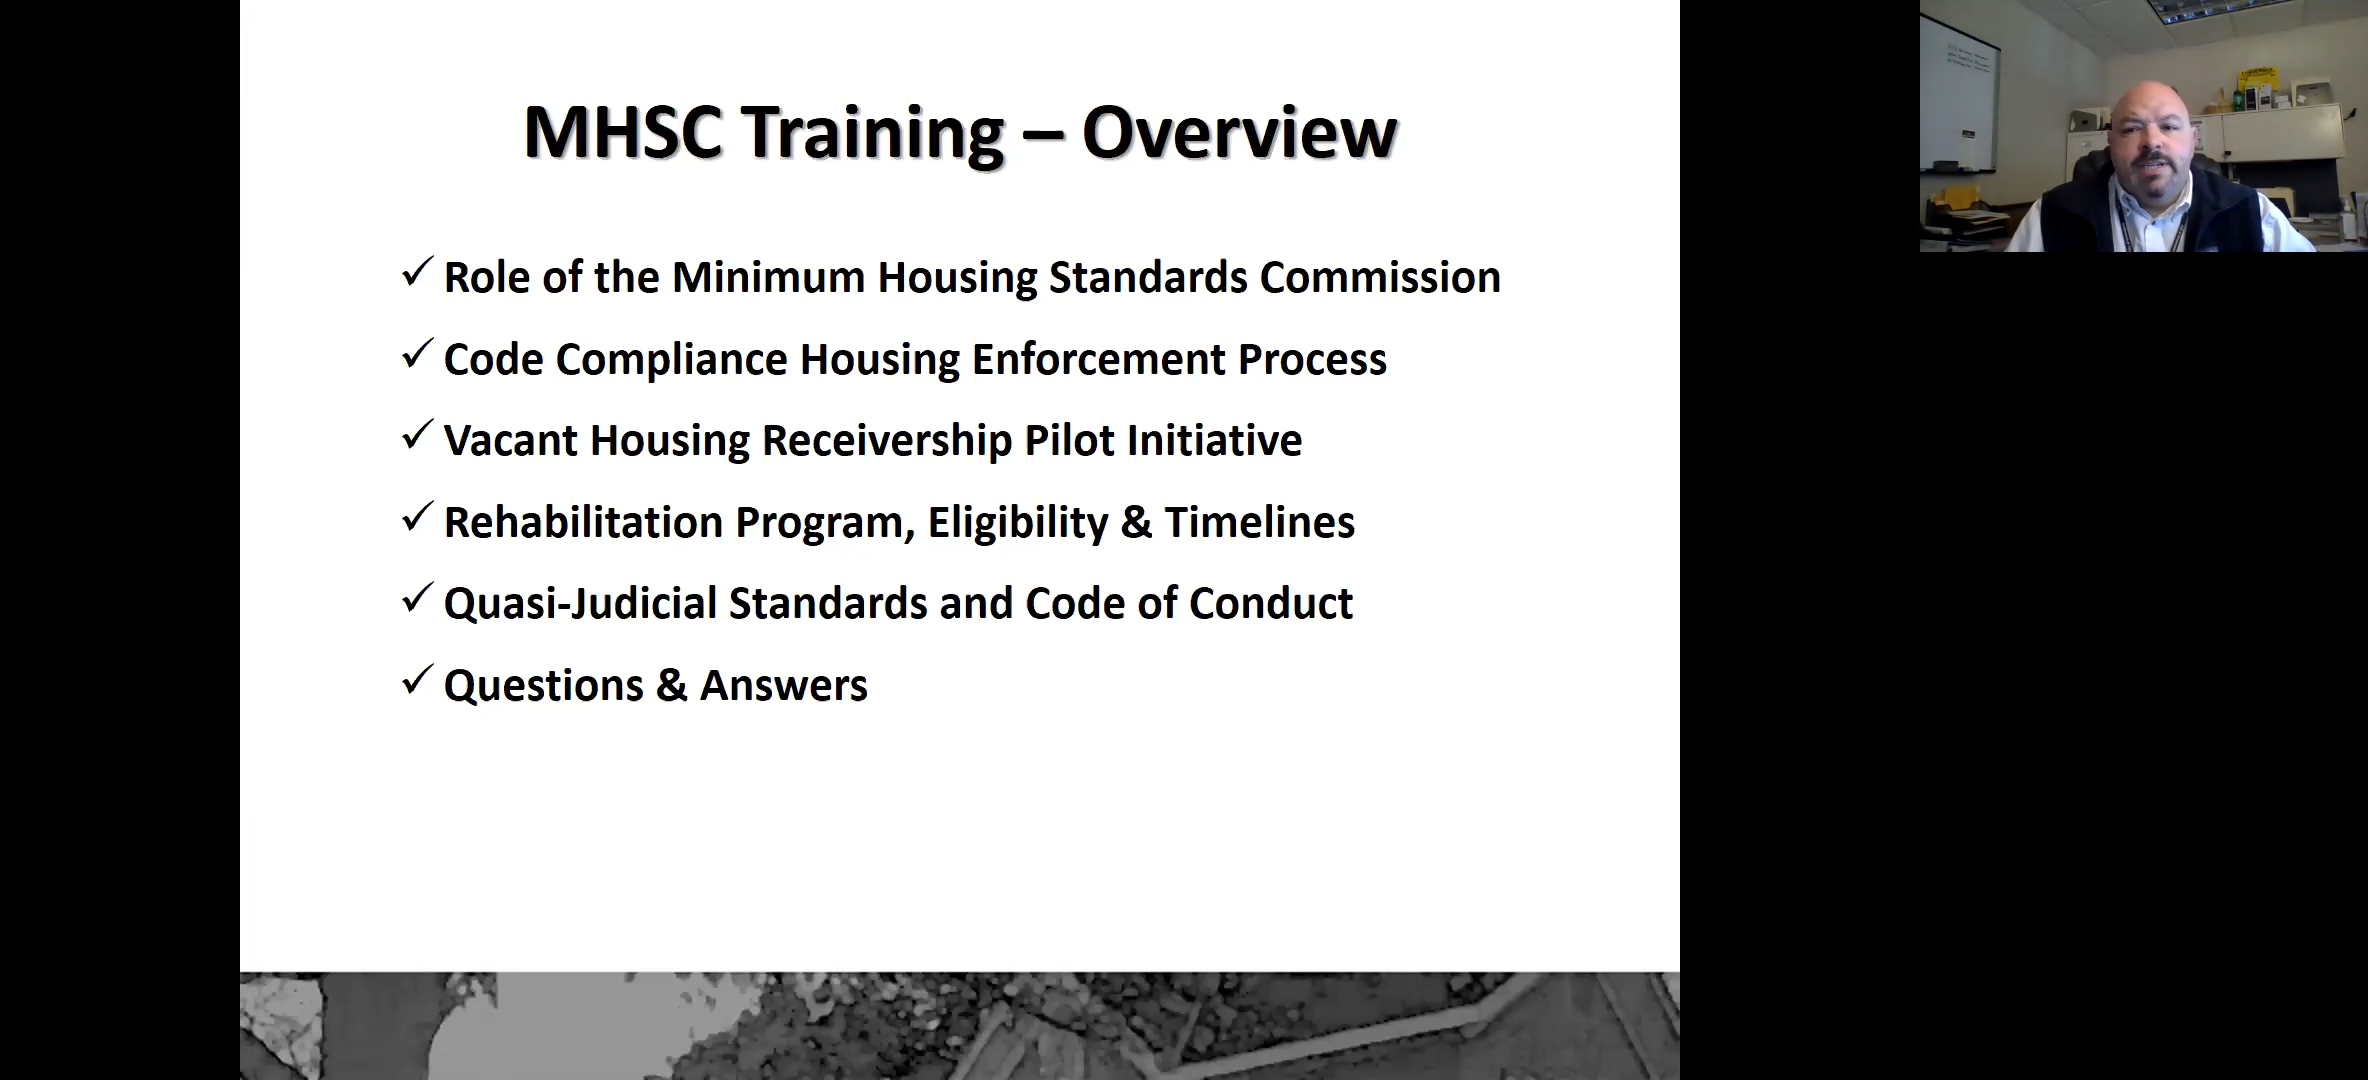 MHSC Training – Overview
✓ Role of the Minimum Housing Standards Commission
✓ Code Compliance Housing Enforcement Process
✓ Vacant Housing Receivership Pilot Initiative
✓ Rehabilitation Program, Eligibility & Timelines
✓ Quasi-Judicial Standards and Code of Conduct
✓ Questions & Answers